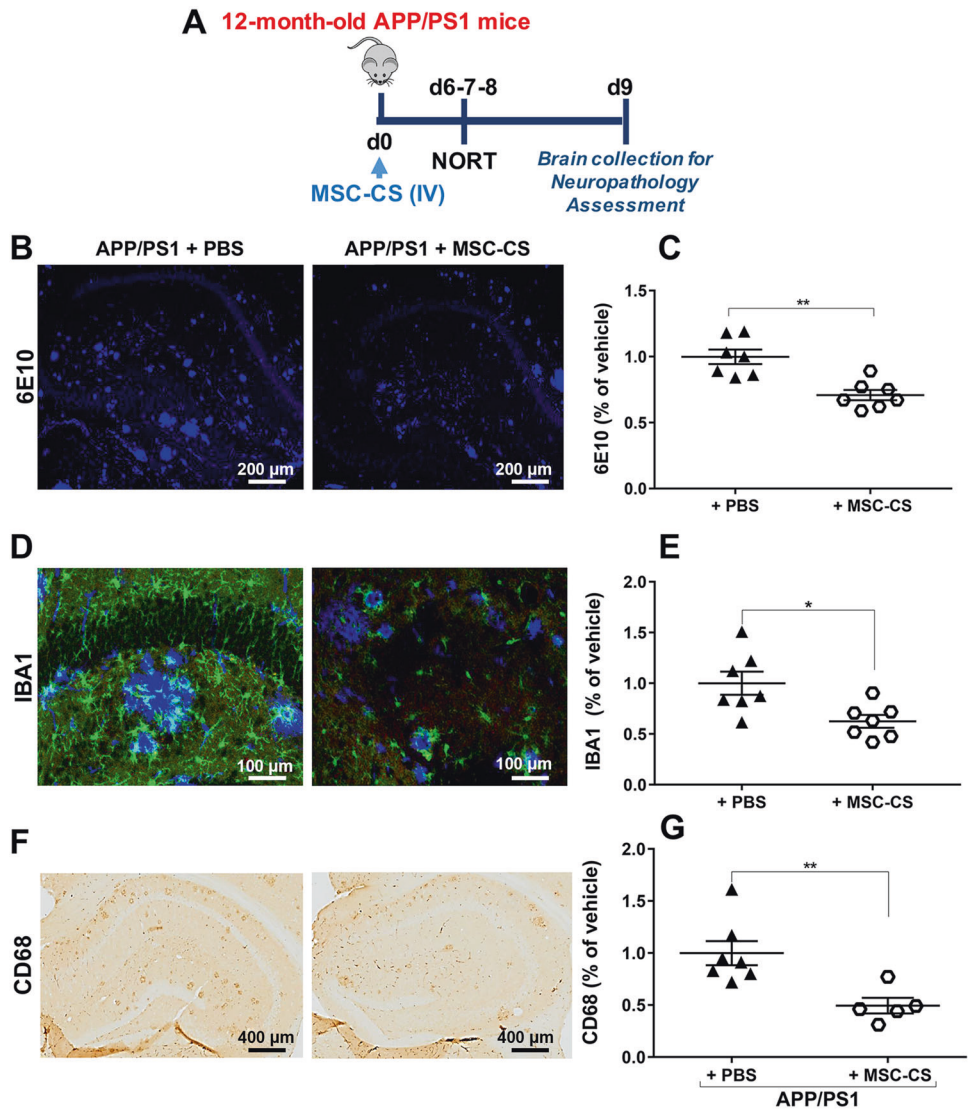 A 12-month-old APP/PS1 mice
d6-7-8 d9
d0
NORT
MSC-CS (IV)
Brain collection for
Neuropathology
Assessment
B APP/PS1 + PBS APP/PS1 + MSC-CS
6E10
200 µm 200 µm
C
6E10 (% of vehicle)
1.5
1.0
0.5
0.0
**
+ PBS + MSC-CS
D
IBA1
100 µm 100 µm
E
IBA1 (% of vehicle)
2.0
1.5
1.0
0.5
0.0
*
+ PBS + MSC-CS
F
CD68
400 µm 400 µm
G
CD68 (% of vehicle)
2.0
1.5
1.0
0.5
0.0
**
+ PBS + MSC-CS
APP/PS1